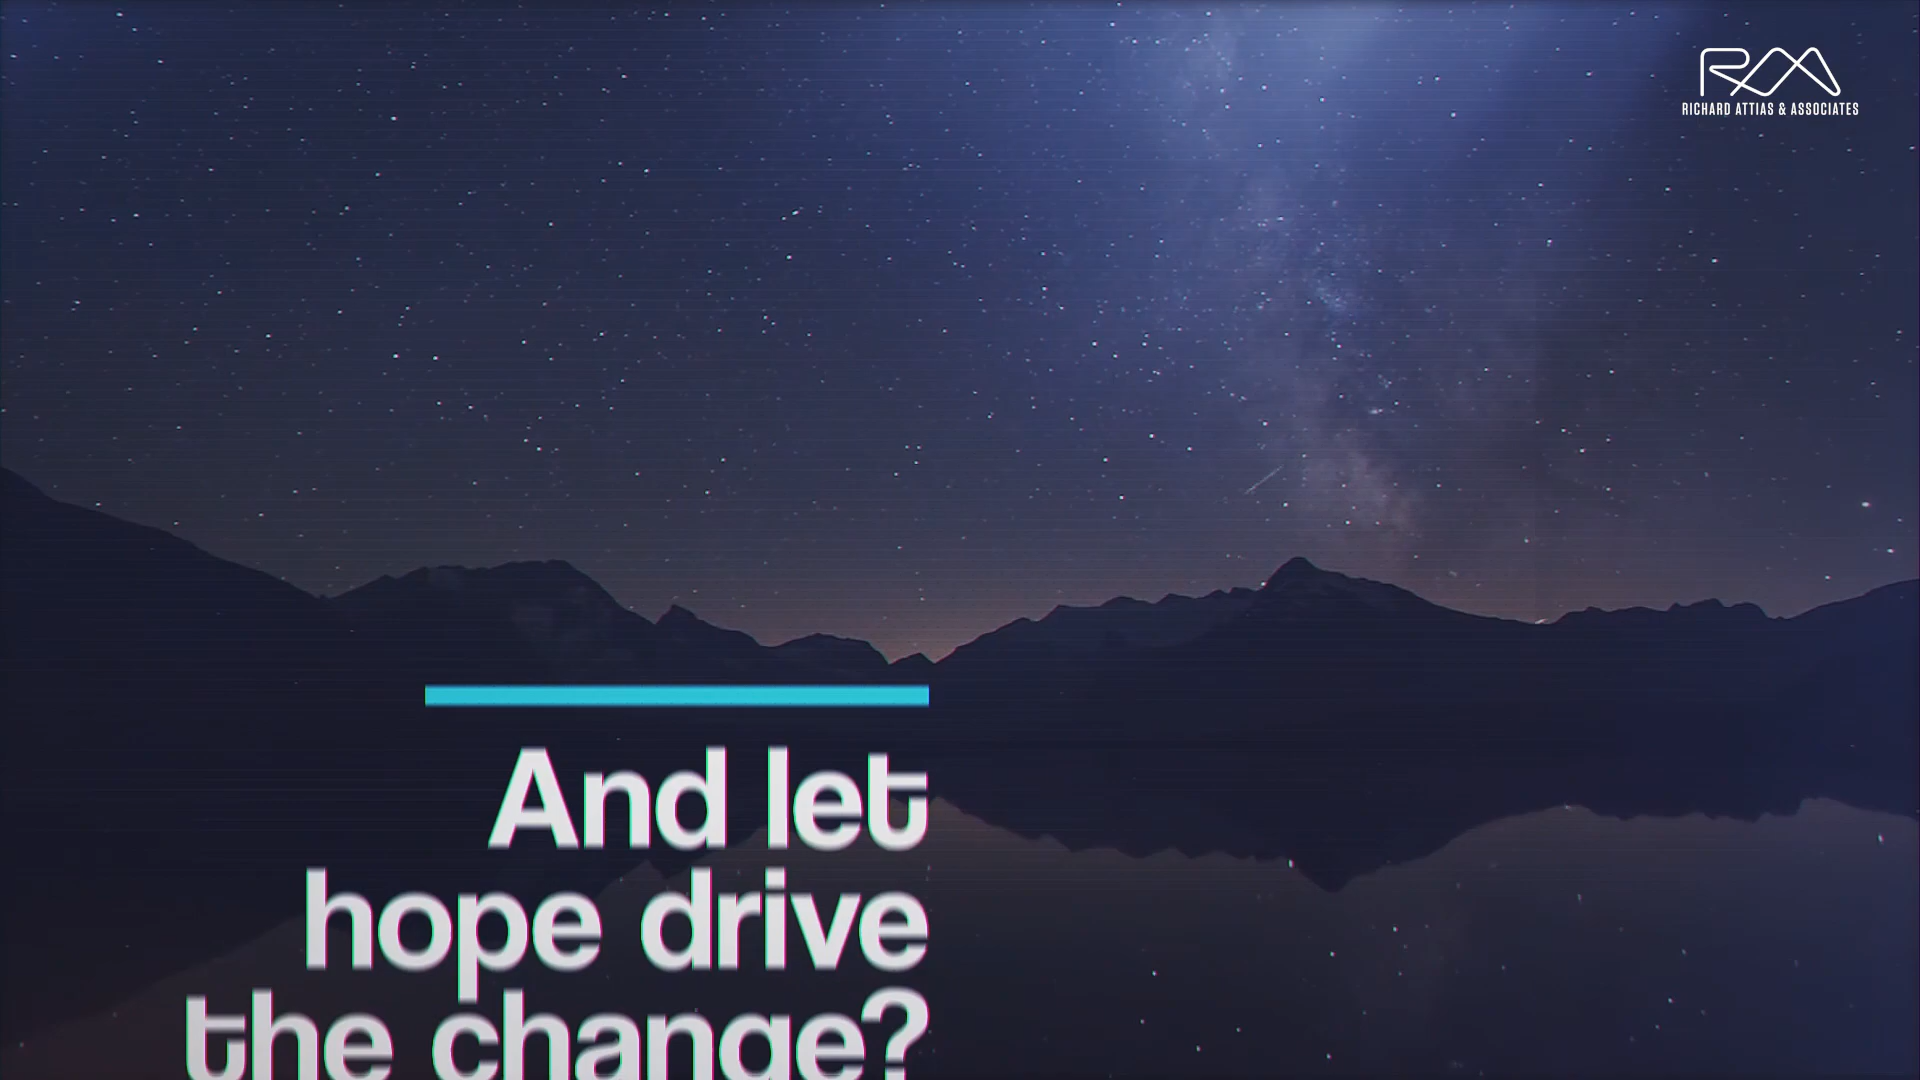 RICHARD ATTIAS & ASSOCIATES
And let
hope drive
the change?